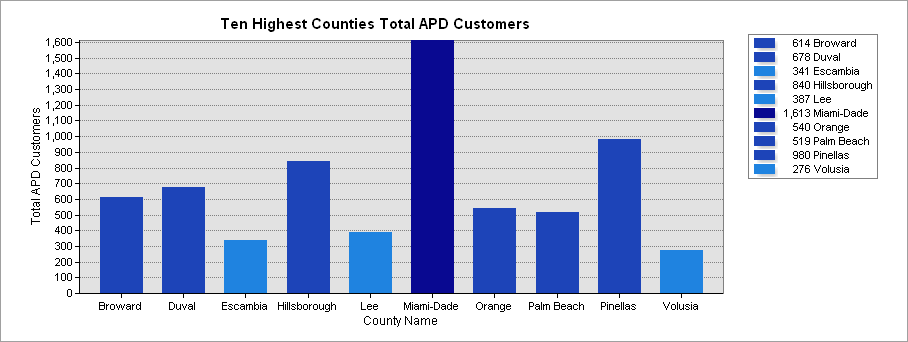 Ten Highest Counties Total APD Customers
Total APD Customers
1,600
1,500
1,400
1,300
1,200
1,100
1,000
900
800
700
600
500
400
300
200
100
0
Broward Duval Escambia Hillsborough Lee Miami-Dade Orange Palm Beach Pinellas Volusia
County Name
614 Broward
678 Duval
341 Escambia
840 Hillsborough
387 Lee
1,613 Miami-Dade
540 Orange
519 Palm Beach
980 Pinellas
276 Volusia